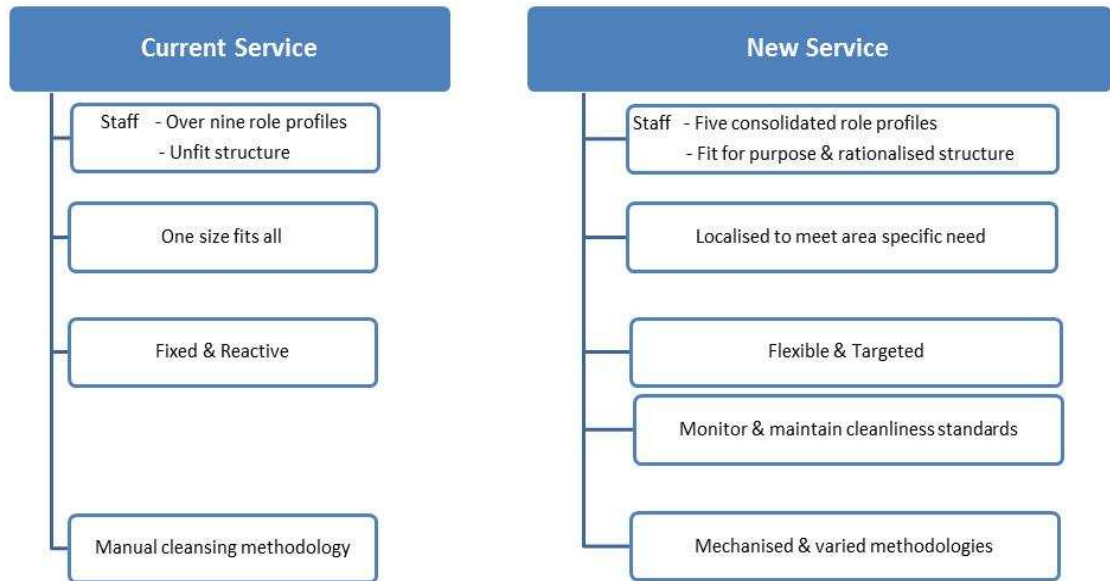 Current Service
Staff - Over nine role profiles
- Unfit structure
One size fits all
Fixed & Reactive
Manual cleansing methodology
New Service
Staff - Five consolidated role profiles
- Fit for purpose & rationalised structure
Localised to meet area specific need
Flexible & Targeted
Monitor & maintain cleanliness standards
Mechanised & varied methodologies